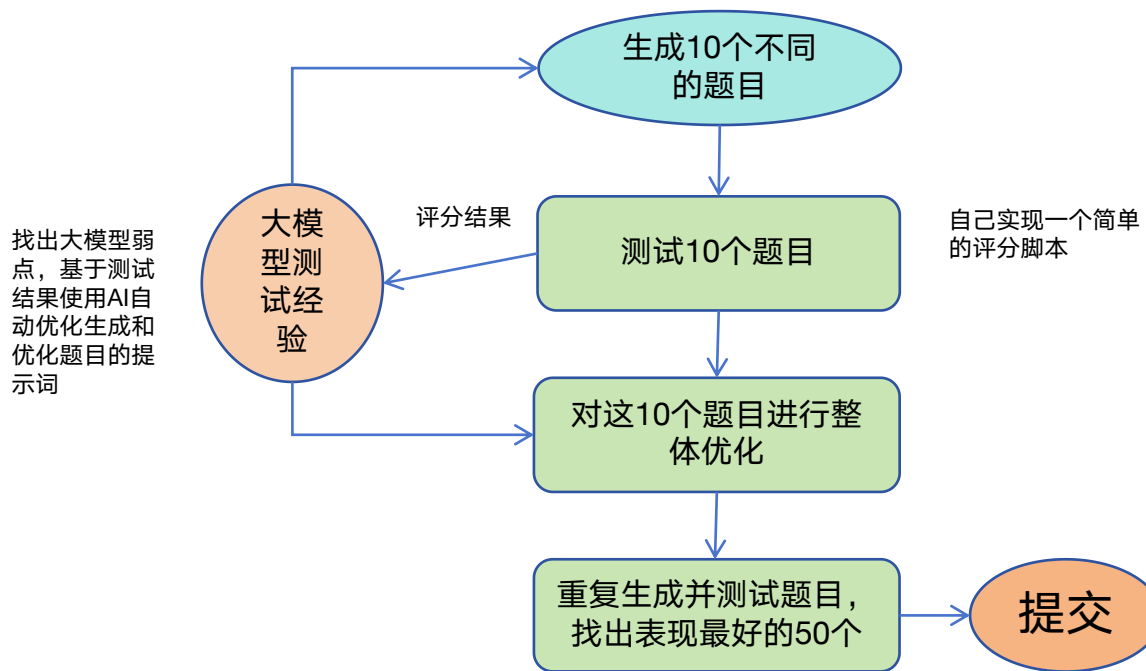 生成10个不同
的题目
大模
型测
试经
验
评分结果
测试10个题目
自己实现一个简单
的评分脚本
找出大模型弱
点，基于测试
结果使用AI自
动优化生成和
优化题目的提
示词
对这10个题目进行整
体优化
重复生成并测试题目，
找出表现最好的50个
提交